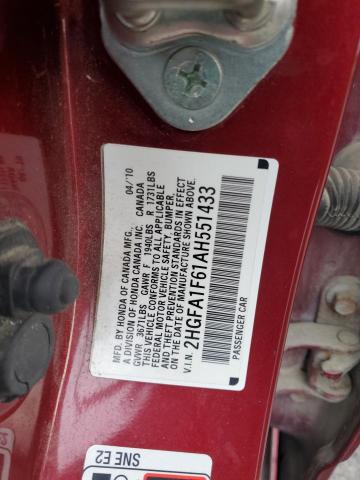 MFD. BY HONDA OF CANADA MFG. 04/'10
A DIVISION OF HONDA CANADA INC. CANADA
GVWR 3671LBS GAWR F 1940LBS R 1731LBS
THIS VEHICLE CONFORMS TO ALL APPLICABLE
FEDERAL MOTOR VEHICLE SAFETY, BUMPER,
AND THEFT PREVENTION STANDARDS IN EFFECT
ON THE DATE OF MANUFACTURE SHOWN ABOVE.
V.I.N. 2HGFA1F61AH551433
PASSENGER CAR
SNE E2